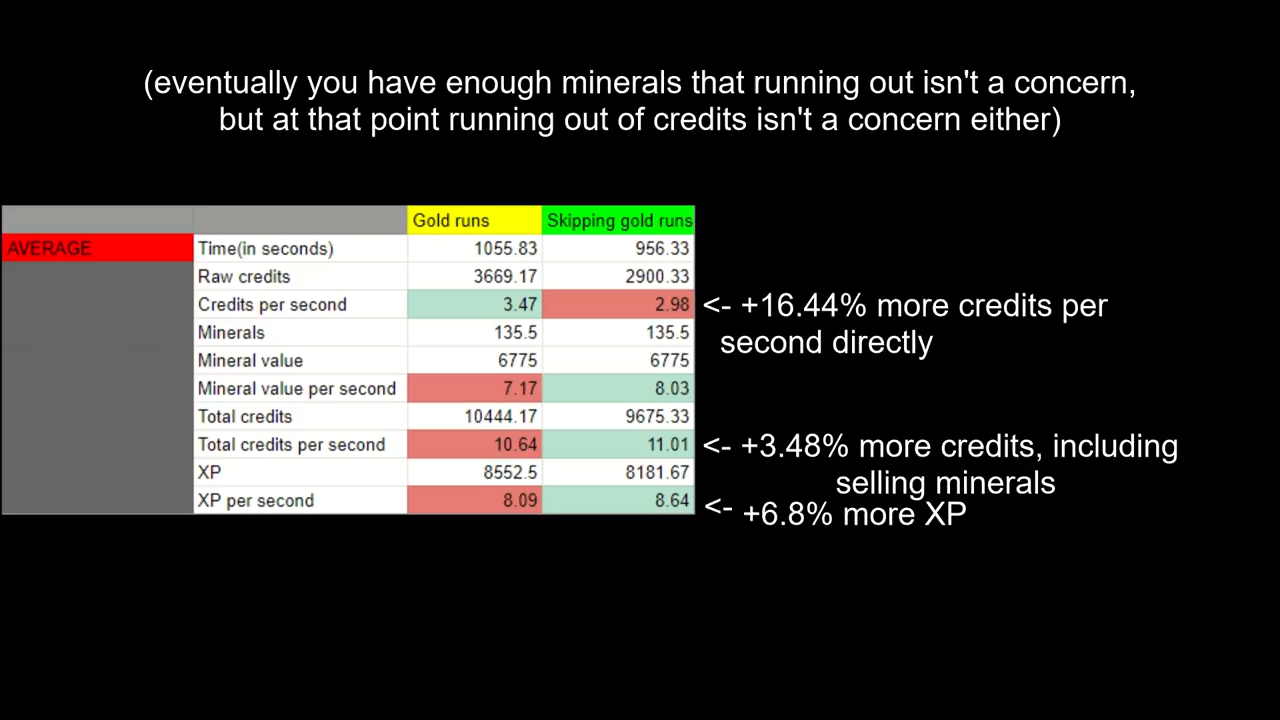 (eventually you have enough minerals that running out isn't a concern,
but at that point running out of credits isn't a concern either)
Gold runs Skipping gold runs
AVERAGE Time(in seconds) 1055.83 956.33
Raw credits 3669.17 2900.33
Credits per second 3.47 2.98 <- +16.44% more credits per
second directly
Minerals 135.5 135.5
Mineral value 6775 6775
Mineral value per second 7.17 8.03
Total credits 10444.17 9675.33
Total credits per second 10.64 11.01 <- +3.48% more credits, including
selling minerals
XP 8552.5 8181.67
XP per second 8.09 8.64 <- +6.8% more XP